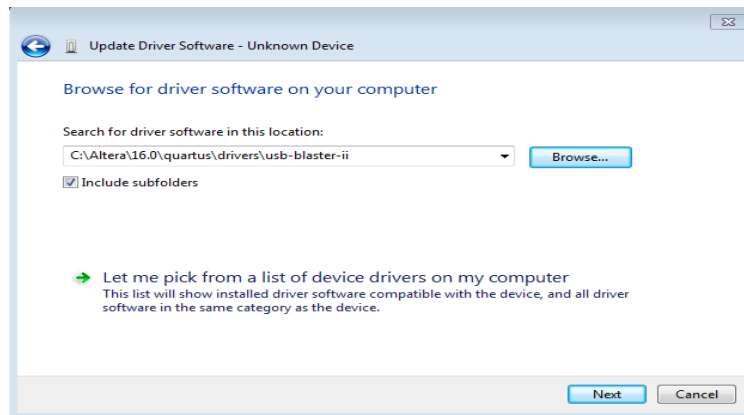 Update Driver Software - Unknown Device
Browse for driver software on your computer
Search for driver software in this location:
C:\Altera\16.0\quartus\drivers\usb-blaster-ii
Browse...
Include subfolders
Let me pick from a list of device drivers on my computer
This list will show installed driver software compatible with the device, and all driver
software in the same category as the device.
Next
Cancel